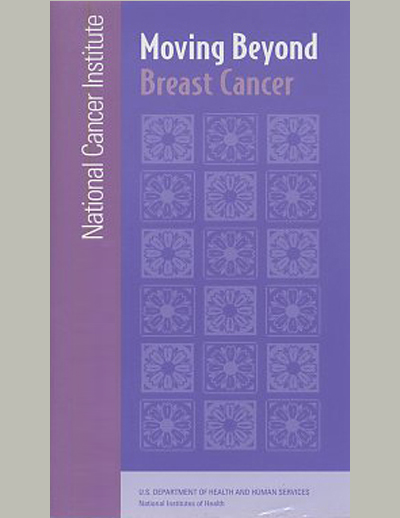 National Cancer Institute
Moving Beyond
Breast Cancer
U.S. DEPARTMENT OF HEALTH AND HUMAN SERVICES
National Institutes of Health